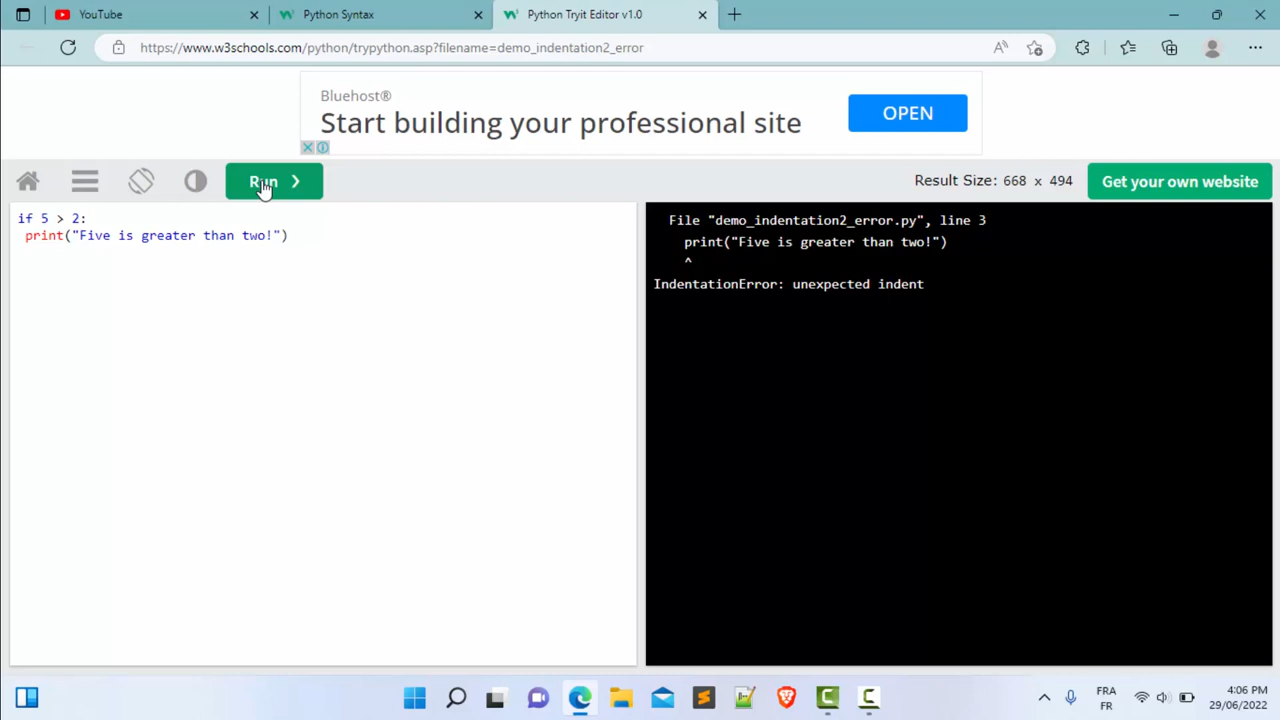 YouTube
Python Syntax
Python Tryit Editor v1.0
https://www.w3schools.com/python/trypython.asp?filename=demo_indentation2_error
Bluehost®
Start building your professional site
OPEN
Run
Result Size: 668 x 494
Get your own website
if 5 > 2:
print("Five is greater than two!")
File "demo_indentation2_error.py", line 3
print("Five is greater than two!")
^
IndentationError: unexpected indent
FRA
FR
4:06 PM
29/06/2022